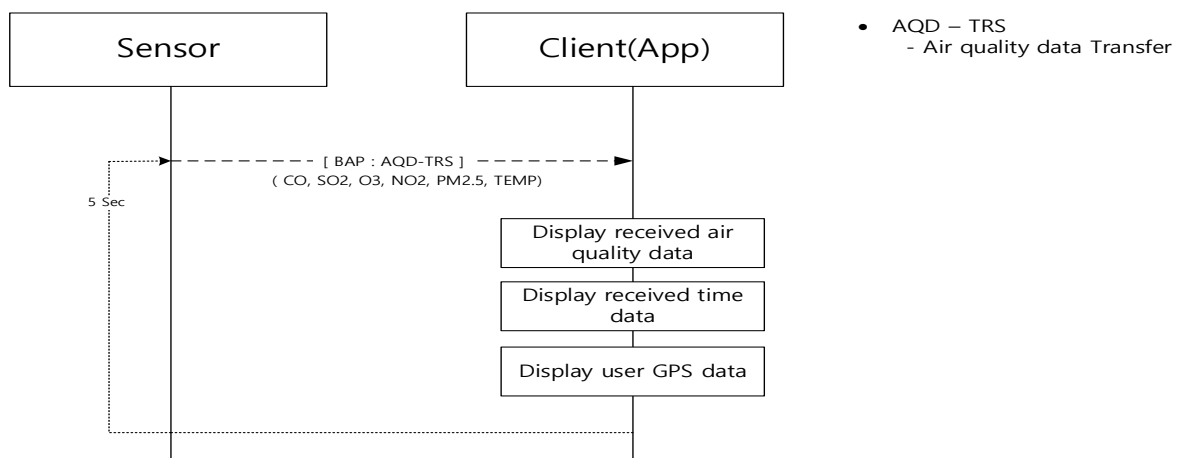 Sensor
Client(App)
• AQD – TRS
- Air quality data Transfer
[ BAP : AQD-TRS ]
( CO, SO2, O3, NO2, PM2.5, TEMP)
5 Sec
Display received air
quality data
Display received time
data
Display user GPS data